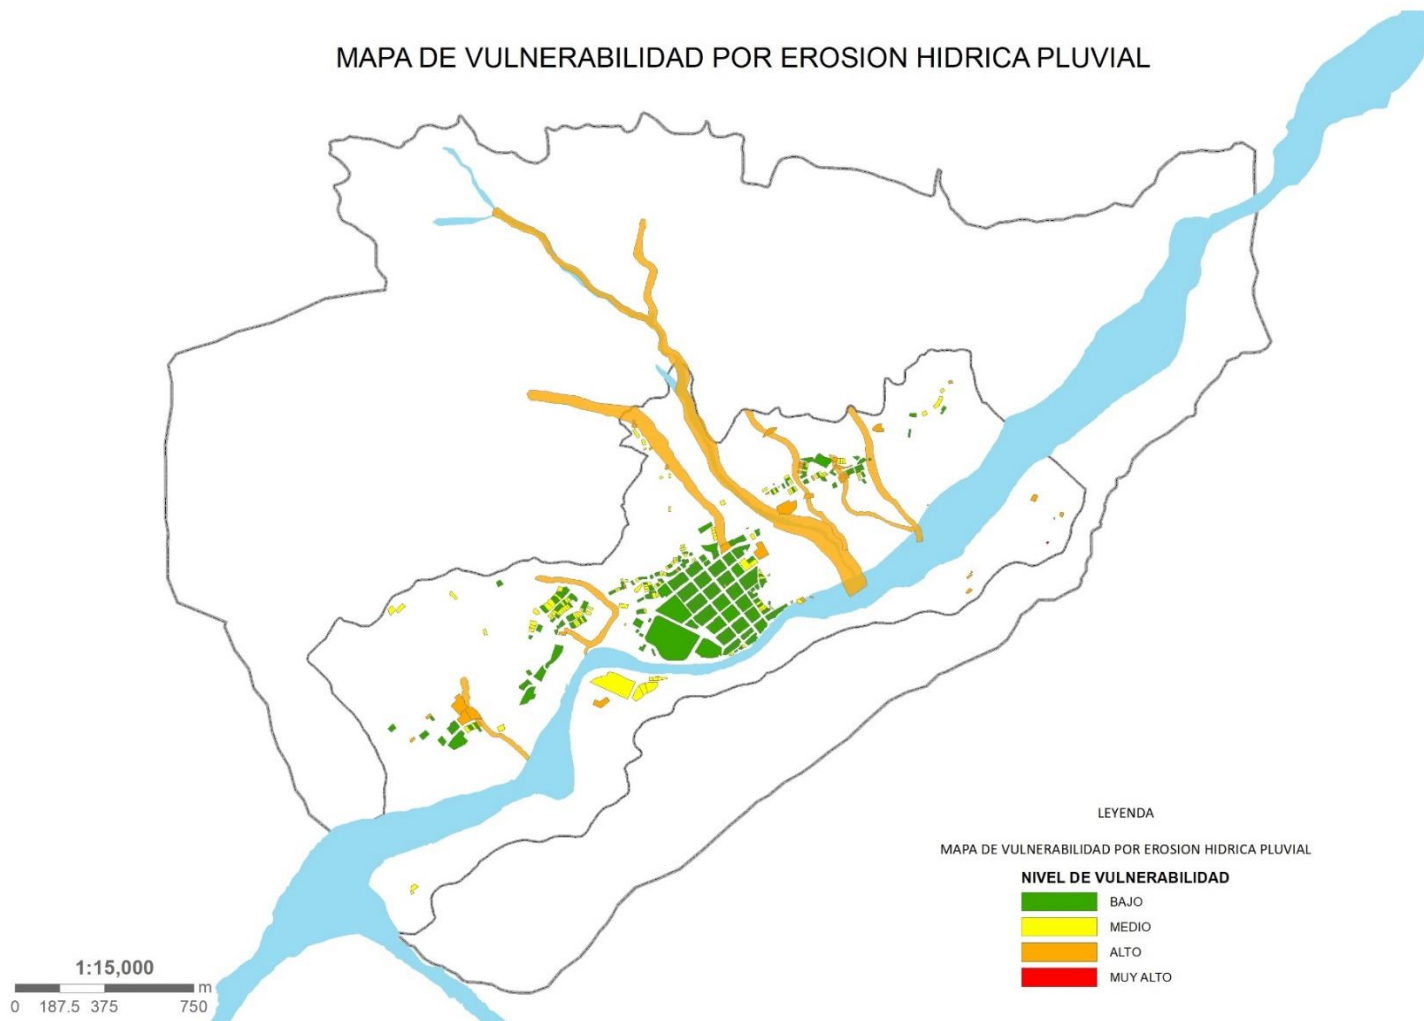 MAPA DE VULNERABILIDAD POR EROSION HIDRICA PLUVIAL
LEYENDA
MAPA DE VULNERABILIDAD POR EROSION HIDRICA PLUVIAL
NIVEL DE VULNERABILIDAD
BAJO
MEDIO
ALTO
MUY ALTO
1:15,000
m
0 187.5 375 750